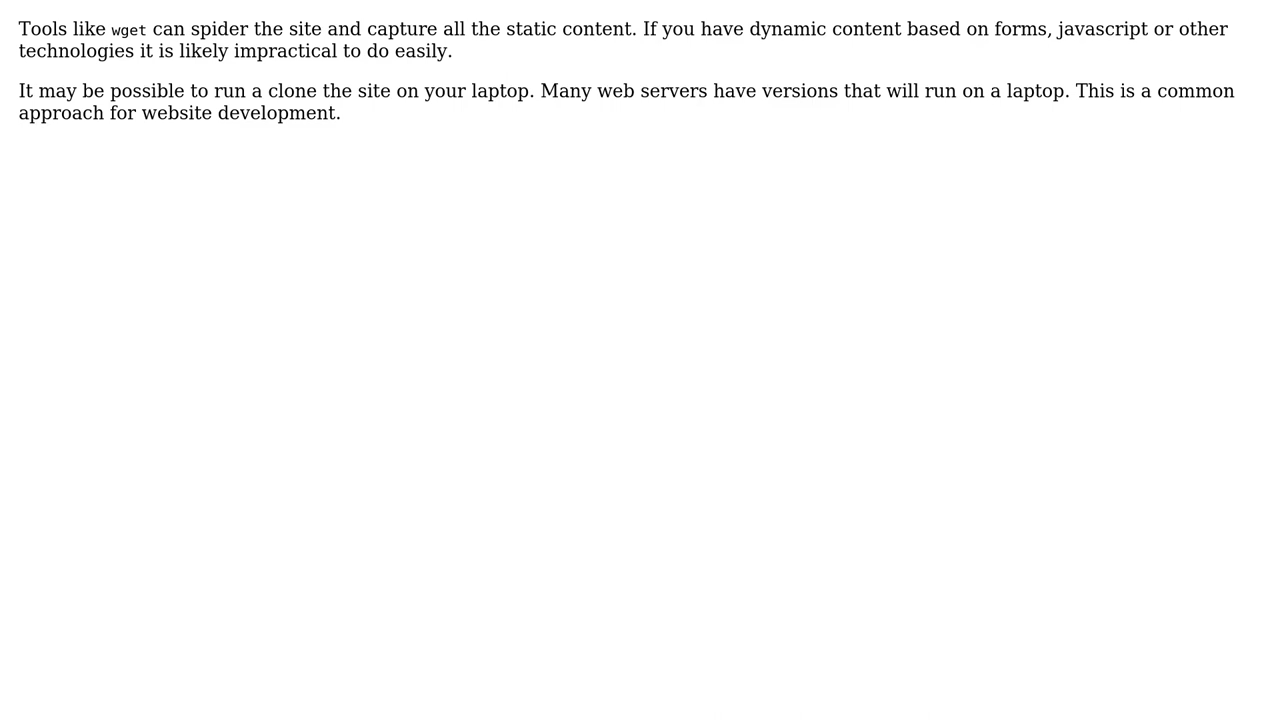 Tools like wget can spider the site and capture all the static content. If you have dynamic content based on forms, javascript or other
technologies it is likely impractical to do easily.
It may be possible to run a clone the site on your laptop. Many web servers have versions that will run on a laptop. This is a common
approach for website development.